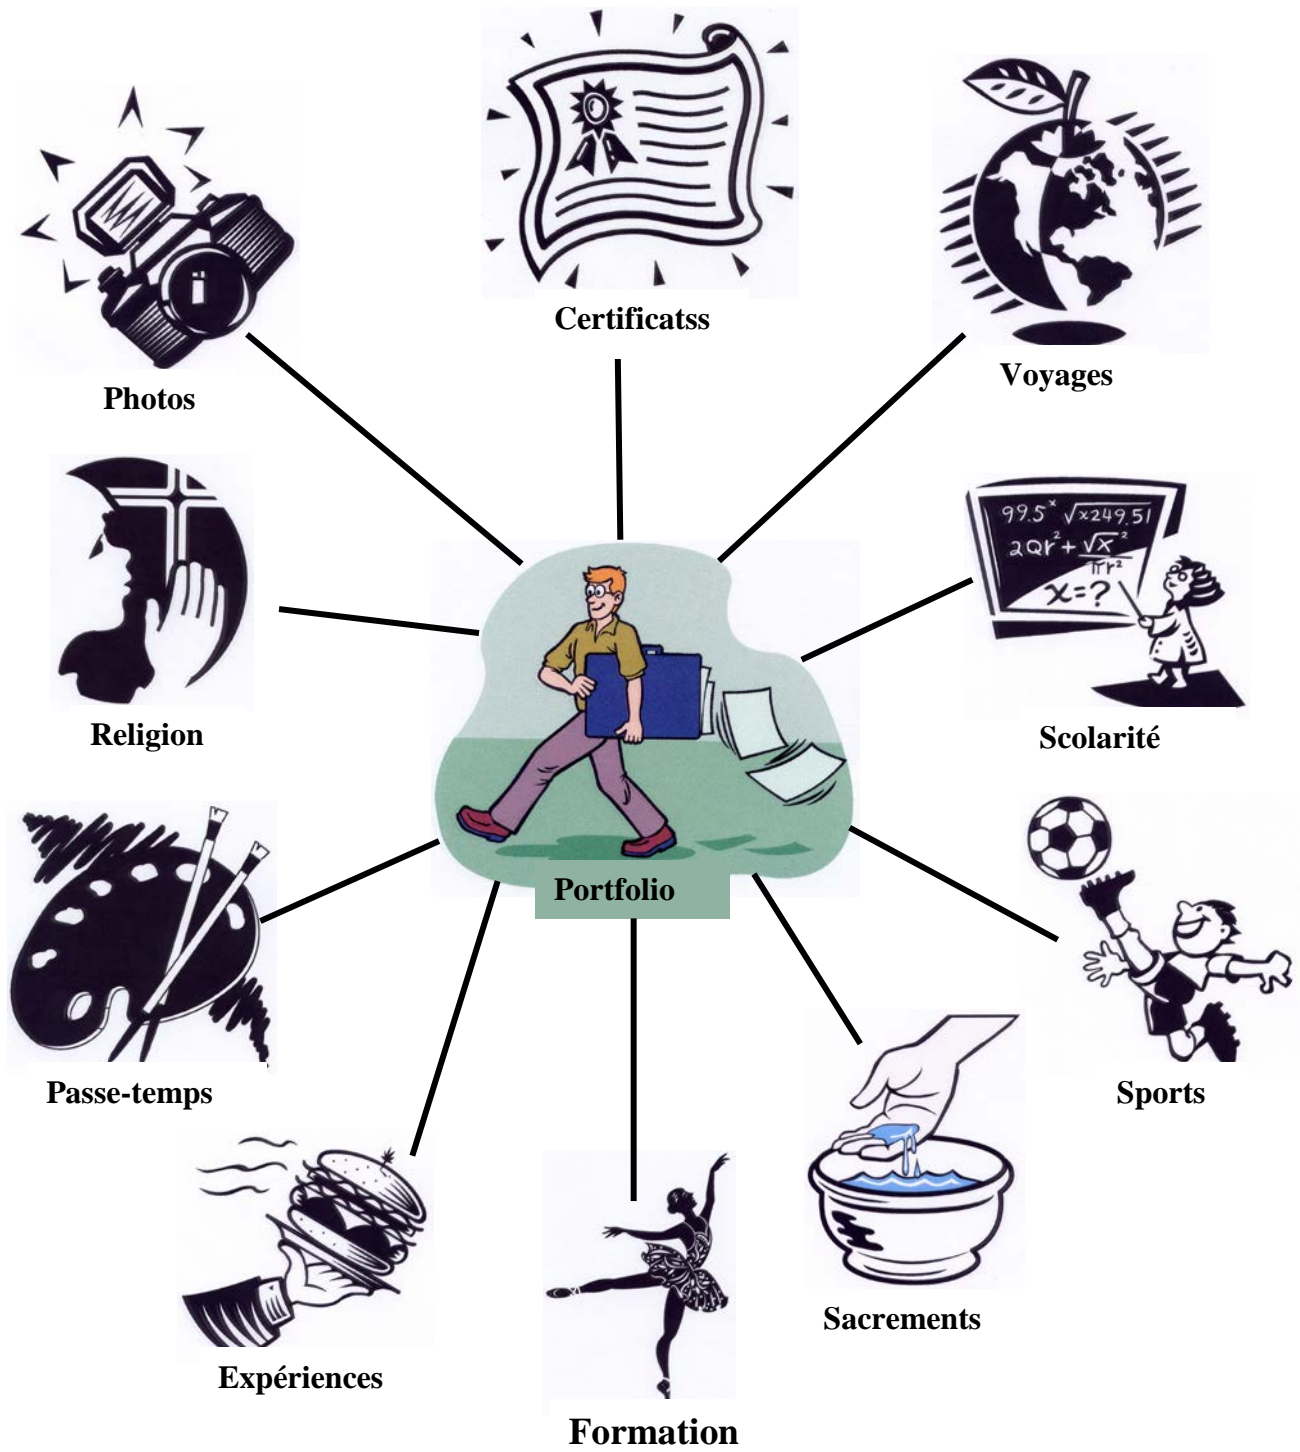 Certificatss
Voyages
Photos
99.5ˣ √x249.51
2Qr² + √x² / πr²
x=?
Religion
Scolarité
Portfolio
Passe-temps
Sports
Sacrements
Expériences
Formation